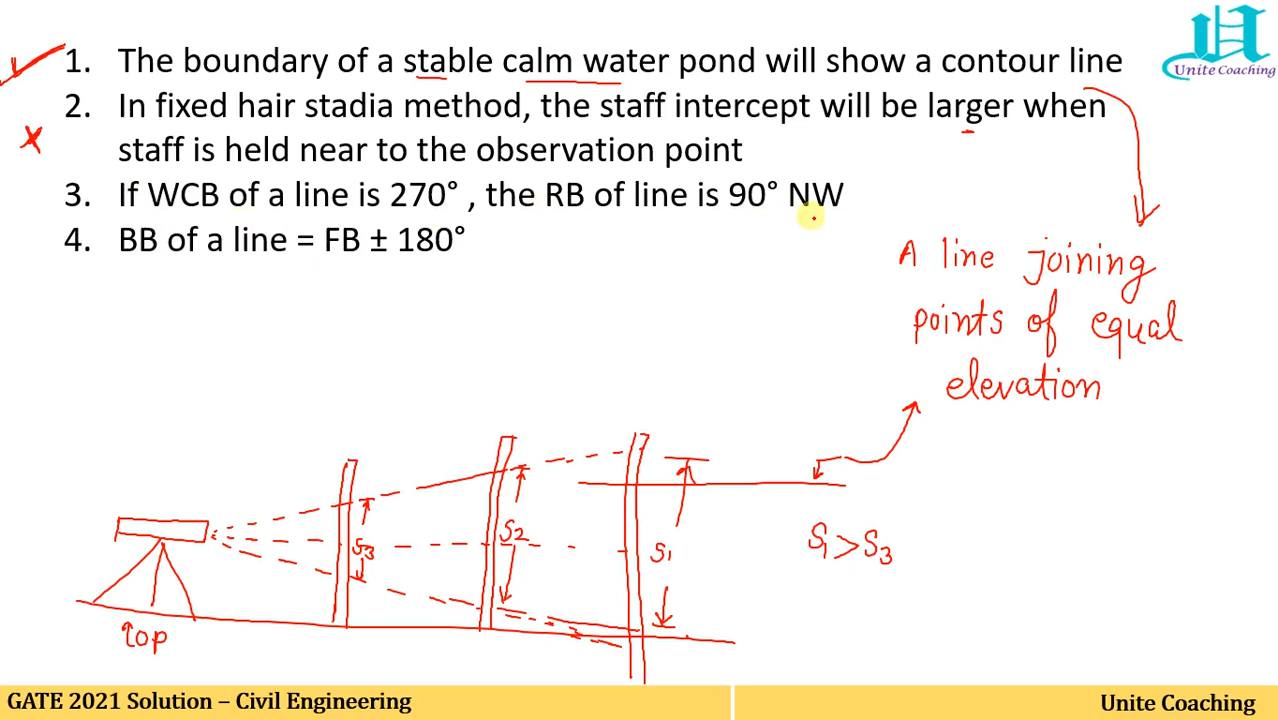 1. The boundary of a stable calm water pond will show a contour line
2. In fixed hair stadia method, the staff intercept will be larger when
staff is held near to the observation point
3. If WCB of a line is 270° , the RB of line is 90° NW
4. BB of a line = FB ± 180°
Unite Coaching
A line joining
points of equal
elevation
S3
S2
S1
S1 > S3
GATE 2021 Solution – Civil Engineering
Unite Coaching